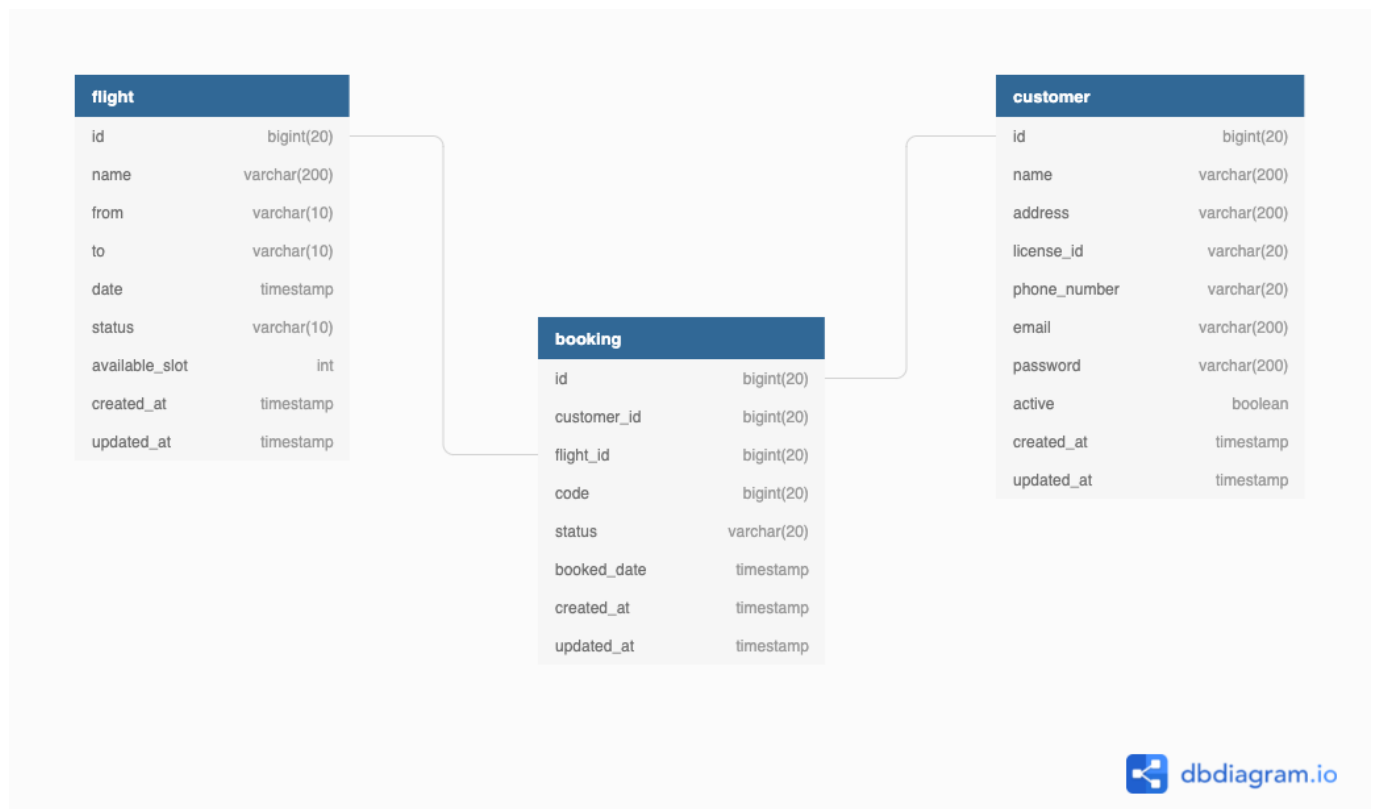 flight
id bigint(20)
name varchar(200)
from varchar(10)
to varchar(10)
date timestamp
status varchar(10)
available_slot int
created_at timestamp
updated_at timestamp
booking
id bigint(20)
customer_id bigint(20)
flight_id bigint(20)
code bigint(20)
status varchar(20)
booked_date timestamp
created_at timestamp
updated_at timestamp
customer
id bigint(20)
name varchar(200)
address varchar(200)
license_id varchar(20)
phone_number varchar(20)
email varchar(200)
password varchar(200)
active boolean
created_at timestamp
updated_at timestamp
dbdiagram.io